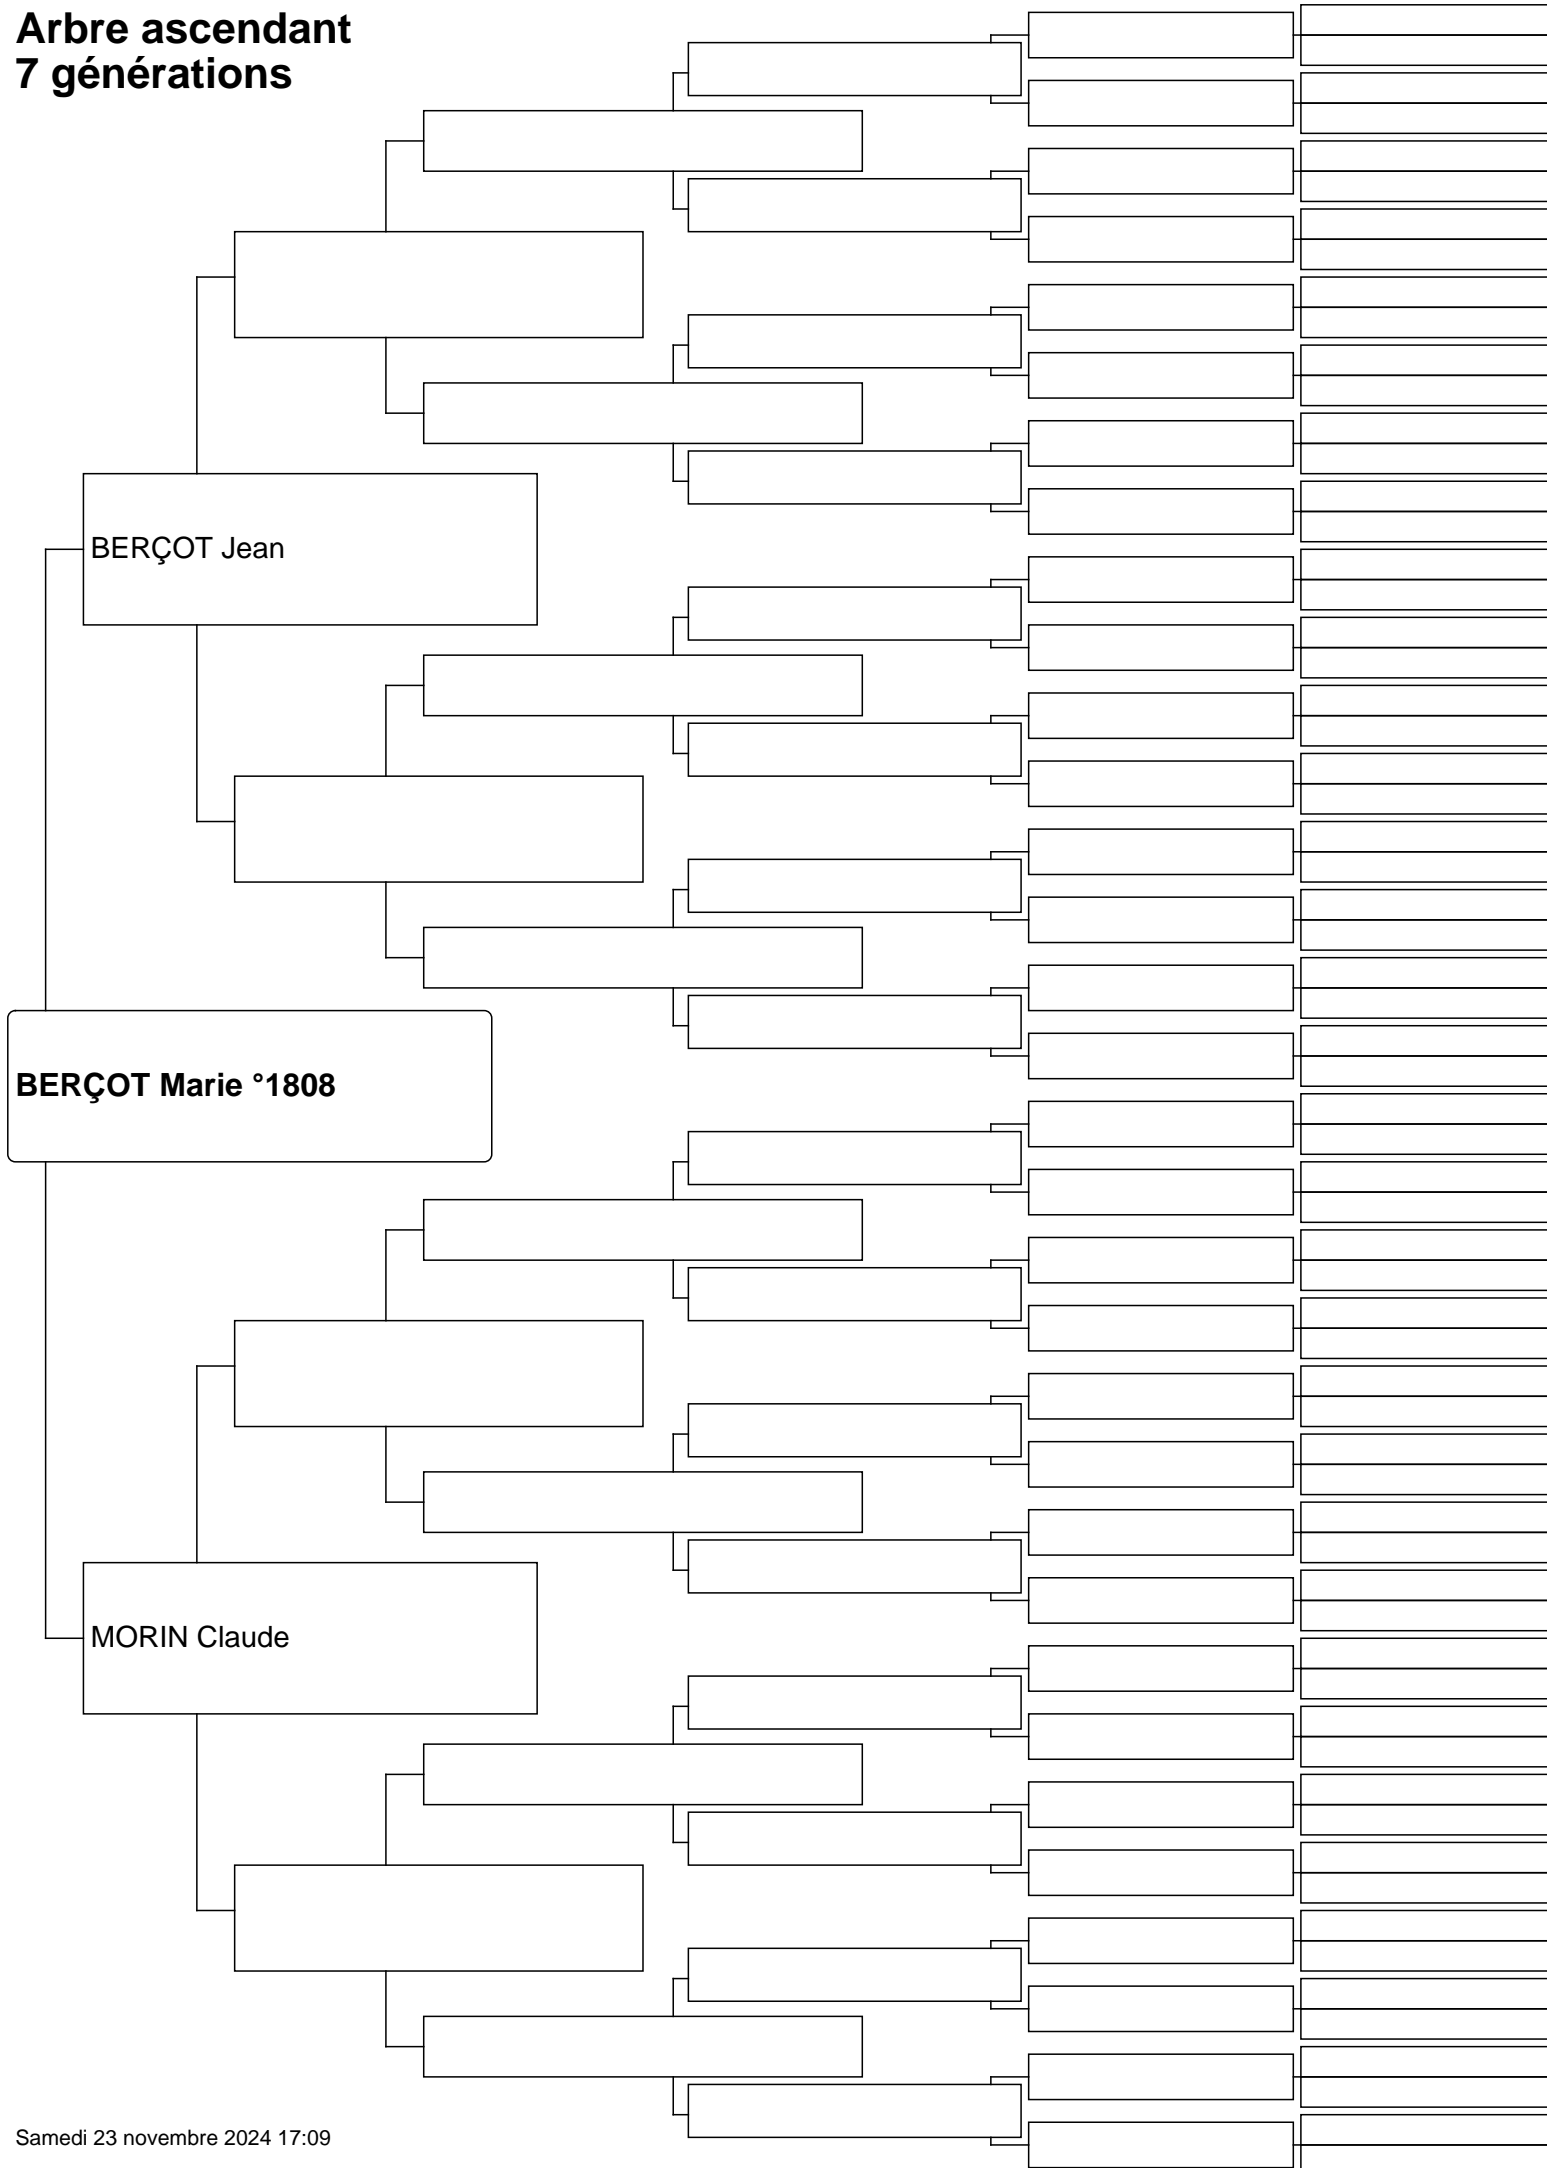 Arbre ascendant
7 générations
BERÇOT Jean
BERÇOT Marie °1808
MORIN Claude
Samedi 23 novembre 2024 17:09